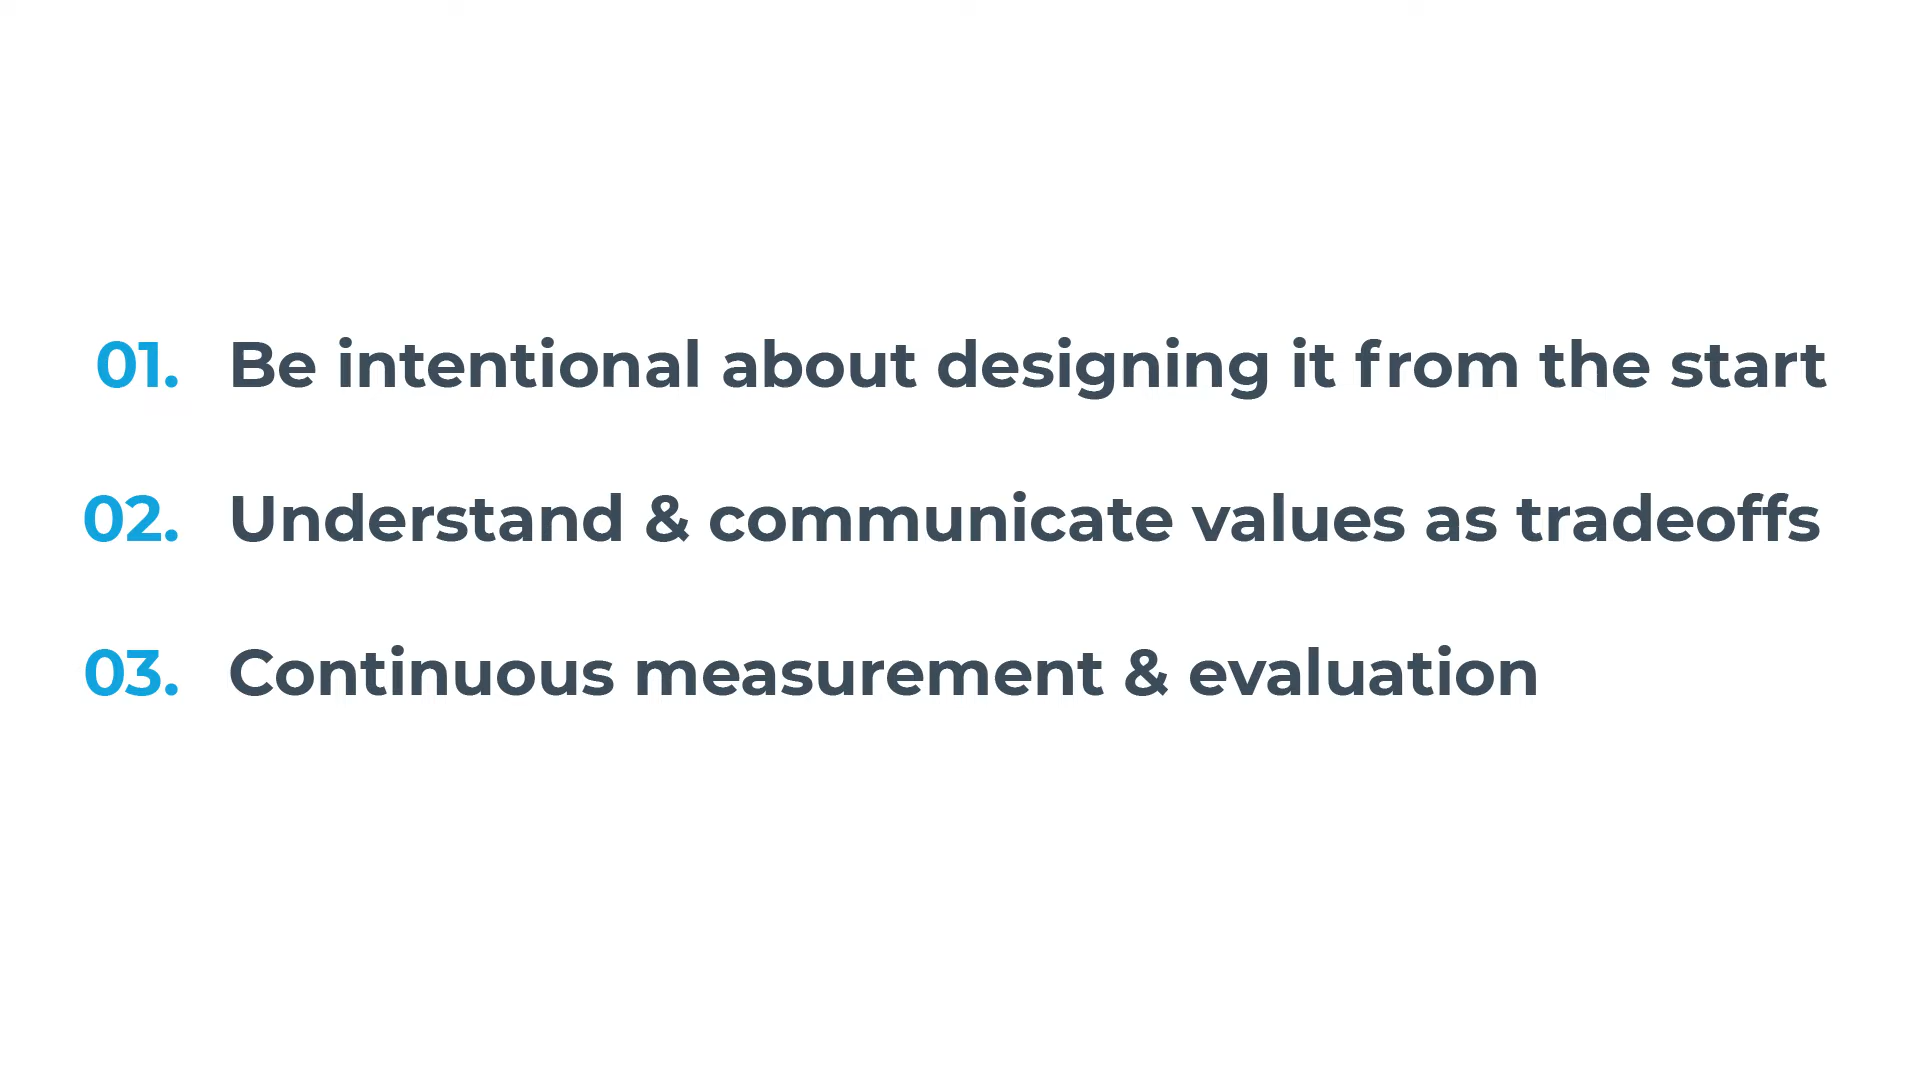 01. Be intentional about designing it from the start
02. Understand & communicate values as tradeoffs
03. Continuous measurement & evaluation